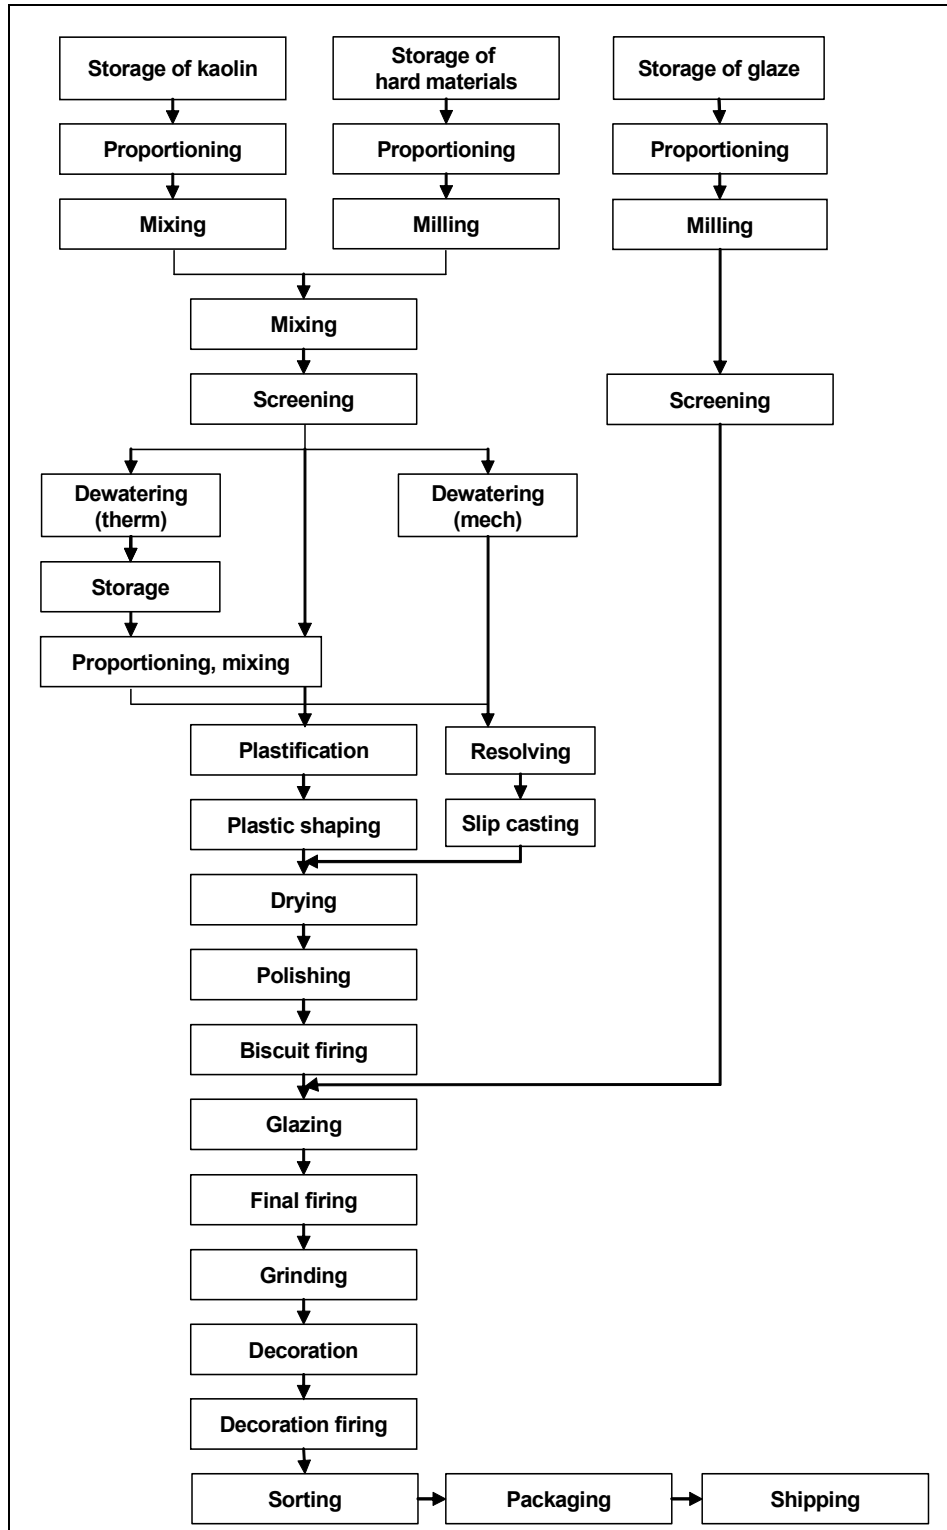 Storage of kaolin
Storage of
hard materials
Storage of glaze
Proportioning
Proportioning
Proportioning
Mixing
Milling
Milling
Mixing
Screening
Screening
Dewatering
(therm)
Dewatering
(mech)
Storage
Proportioning, mixing
Plastification
Resolving
Plastic shaping
Slip casting
Drying
Polishing
Biscuit firing
Glazing
Final firing
Grinding
Decoration
Decoration firing
Sorting
Packaging
Shipping